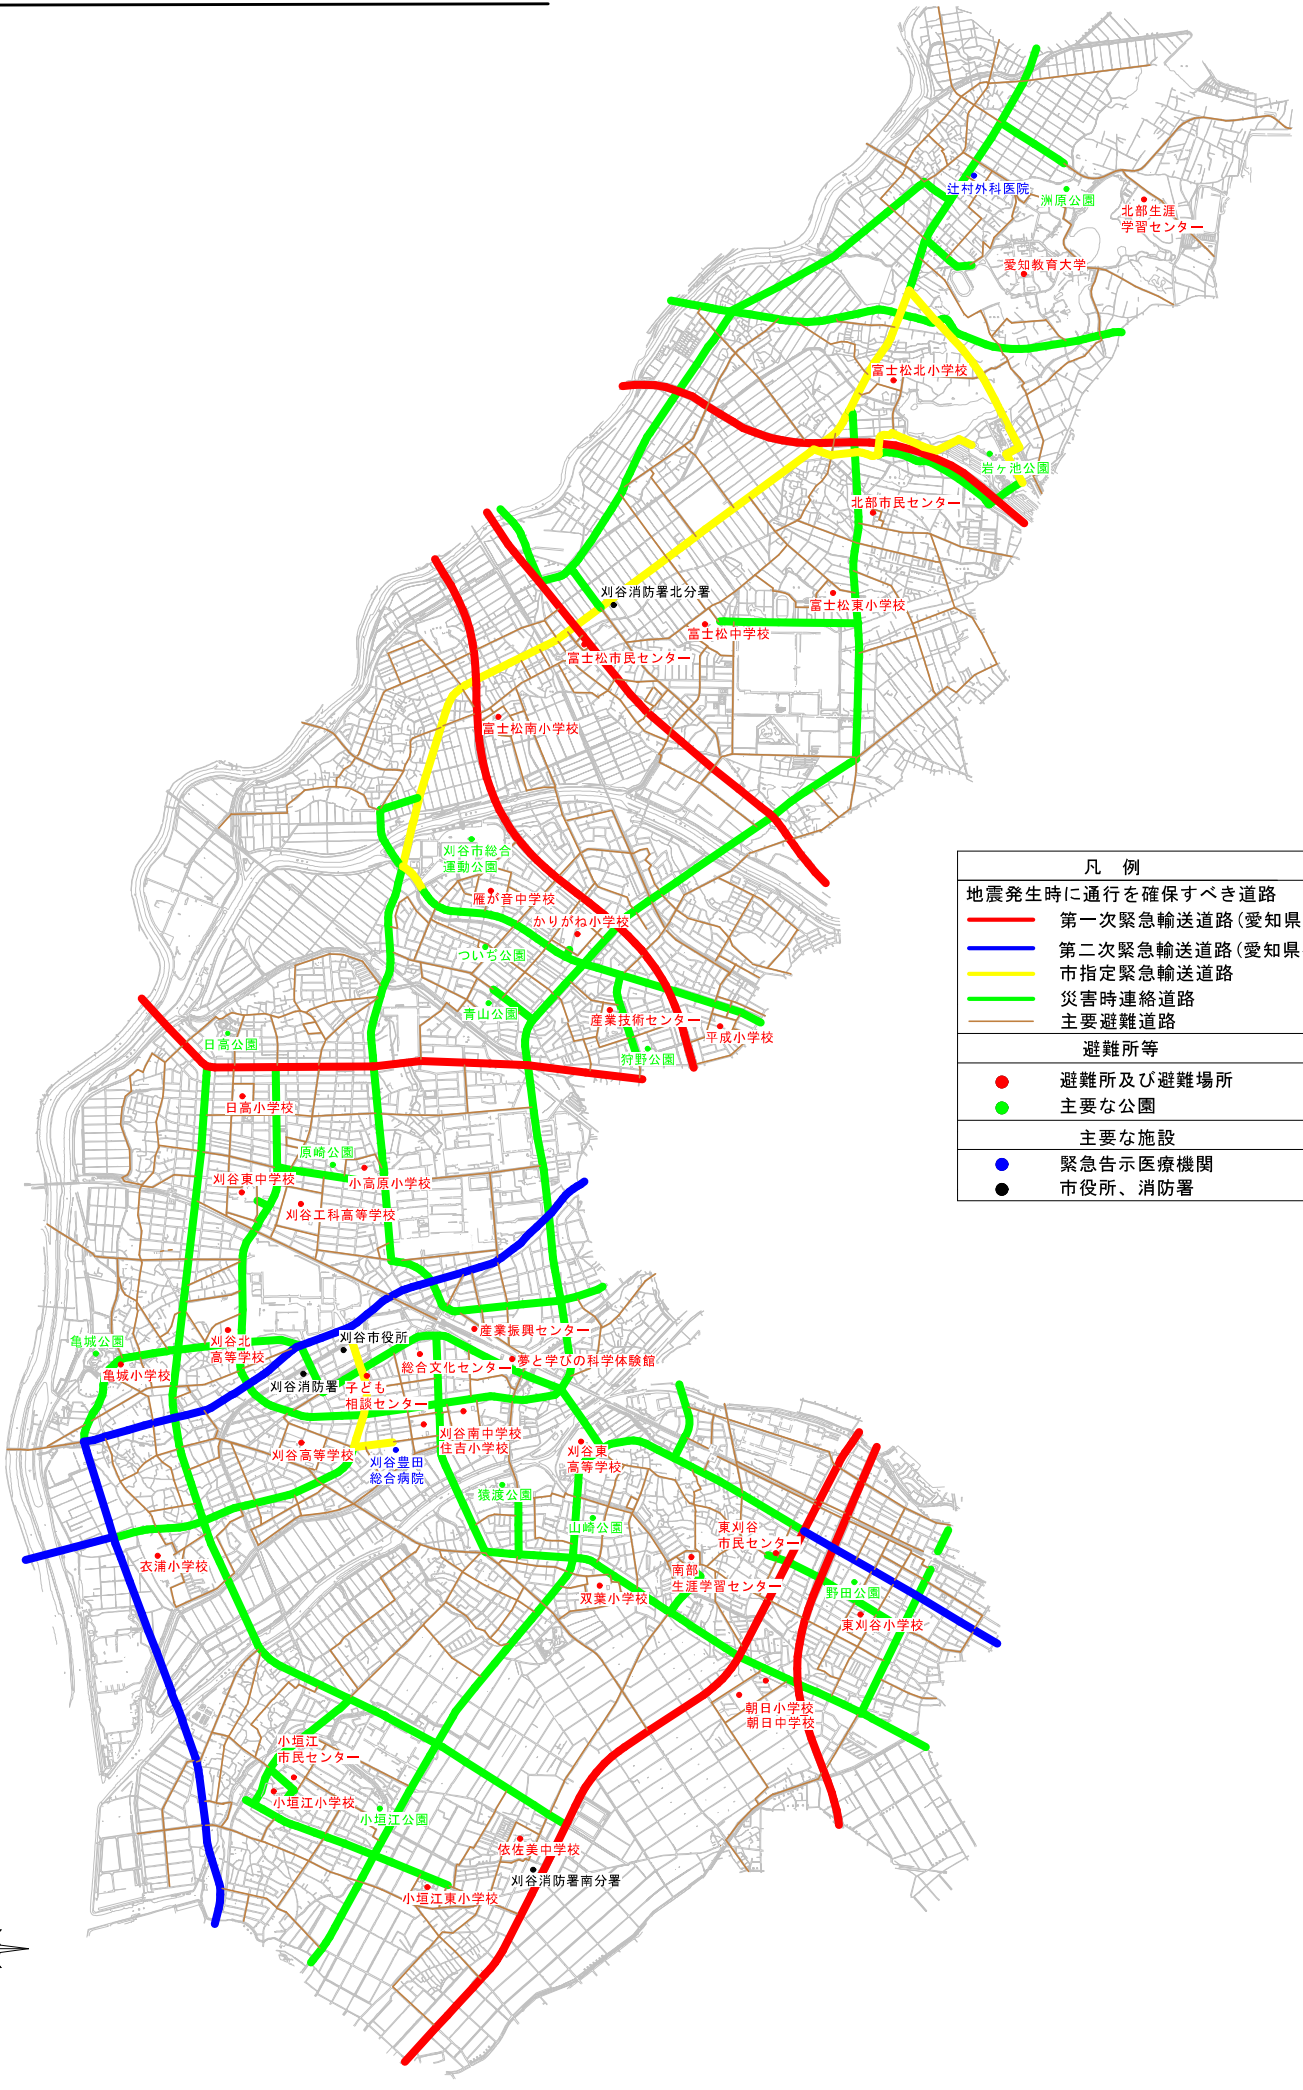 辻村外科医院
洲原公園
北部生涯
学習センター
愛知教育大学
富士松北小学校
岩ヶ池公園
北部市民センター
刈谷消防署北分署
富士松東小学校
富士松中学校
富士松市民センター
富士松南小学校
刈谷市総合
運動公園
雁が音中学校
かりがね小学校
ついぢ公園
青山公園
産業技術センター
平成小学校
狩野公園
日高公園
日高小学校
原崎公園
刈谷東中学校
小高原小学校
刈谷工科高等学校
亀城公園
亀城小学校
刈谷北
高等学校
刈谷市役所
産業振興センター
総合文化センター
夢と学びの科学体験館
刈谷消防署
子ども
相談センター
刈谷南中学校
住吉小学校
刈谷高等学校
刈谷豊田
総合病院
刈谷東
高等学校
猿渡公園
山崎公園
東刈谷
市民センター
南部
生涯学習センター
双葉小学校
野田公園
東刈谷小学校
衣浦小学校
朝日小学校
朝日中学校
小垣江
市民センター
小垣江小学校
小垣江公園
依佐美中学校
刈谷消防署南分署
小垣江東小学校
凡 例
地震発生時に通行を確保すべき道路
第一次緊急輸送道路(愛知県
第二次緊急輸送道路(愛知県
市指定緊急輸送道路
災害時連絡道路
主要避難道路
避難所等
避難所及び避難場所
主要な公園
主要な施設
緊急告示医療機関
市役所、消防署